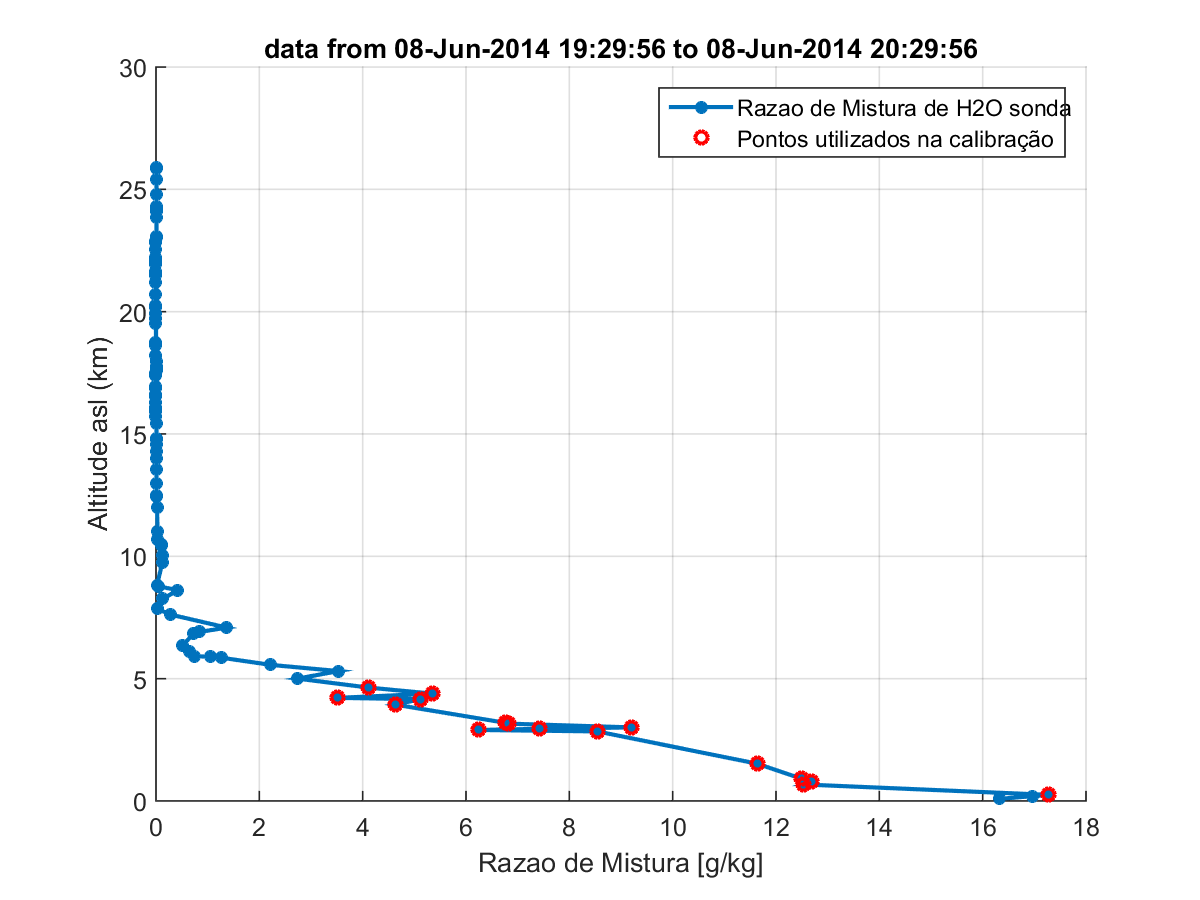 data from 08-Jun-2014 19:29:56 to 08-Jun-2014 20:29:56
Razao de Mistura de H2O sonda
Pontos utilizados na calibração
30
25
20
15
10
5
0
Altitude asl (km)
0 2 4 6 8 10 12 14 16 18
Razao de Mistura [g/kg]